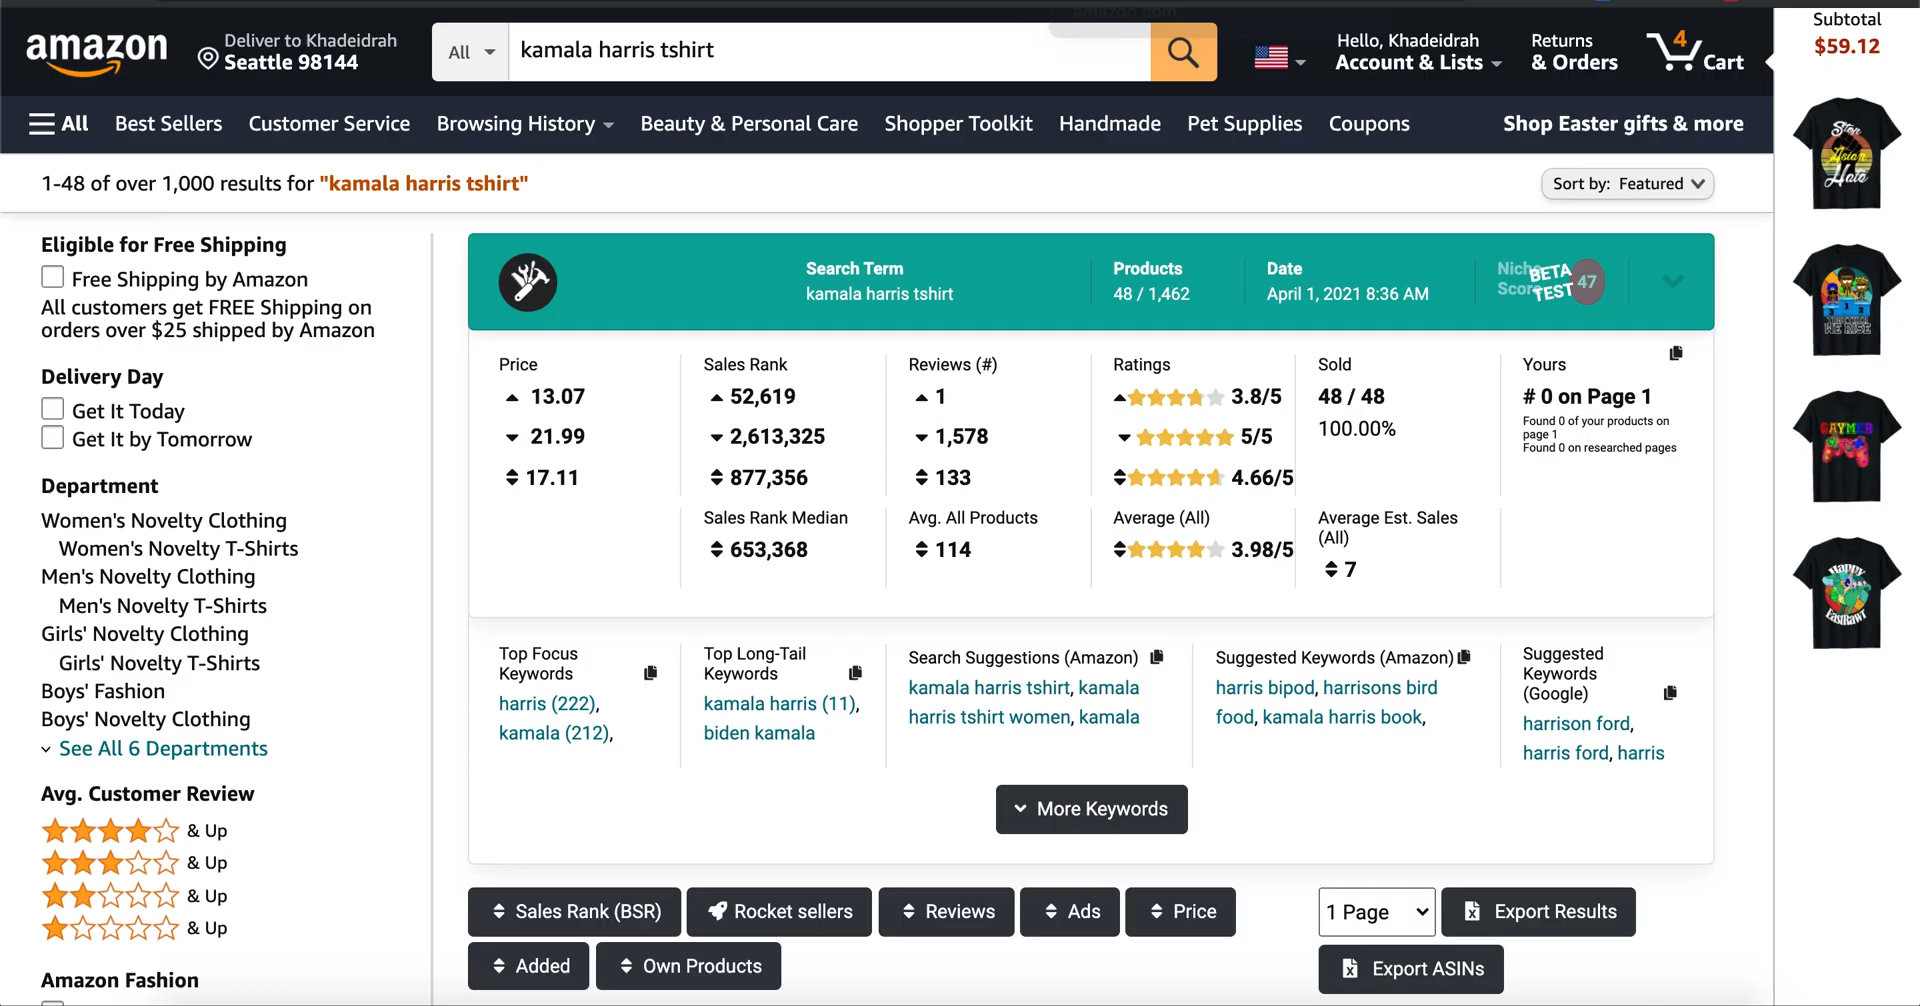 amazon
Deliver to Khadeidrah
Seattle 98144
All
kamala harris tshirt
Hello, Khadeidrah
Account & Lists
Returns
& Orders
4
Cart
Subtotal
$59.12
All
Best Sellers
Customer Service
Browsing History
Beauty & Personal Care
Shopper Toolkit
Handmade
Pet Supplies
Coupons
Shop Easter gifts & more
1-48 of over 1,000 results for "kamala harris tshirt"
Sort by: Featured
Eligible for Free Shipping
Free Shipping by Amazon
All customers get FREE Shipping on
orders over $25 shipped by Amazon
Delivery Day
Get It Today
Get It by Tomorrow
Department
Women's Novelty Clothing
Women's Novelty T-Shirts
Men's Novelty Clothing
Men's Novelty T-Shirts
Girls' Novelty Clothing
Girls' Novelty T-Shirts
Boys' Fashion
Boys' Novelty Clothing
See All 6 Departments
Avg. Customer Review
& Up
& Up
& Up
& Up
Amazon Fashion
Search Term
kamala harris tshirt
Products
48 / 1,462
Date
April 1, 2021 8:36 AM
BETA
TEST
47
Price
13.07
21.99
17.11
Sales Rank
52,619
2,613,325
877,356
Sales Rank Median
653,368
Reviews (#)
1
1,578
133
Avg. All Products
114
Ratings
3.8/5
5/5
4.66/5
Average (All)
3.98/5
Sold
48 / 48
100.00%
Average Est. Sales
(All)
7
Yours
# 0 on Page 1
Found 0 of your products on
page 1
Found 0 on researched pages
Top Focus
Keywords
harris (222),
kamala (212),
Top Long-Tail
Keywords
kamala harris (11),
biden kamala
Search Suggestions (Amazon)
kamala harris tshirt, kamala
harris tshirt women, kamala
Suggested Keywords (Amazon)
harris bipod, harrisons bird
food, kamala harris book,
Suggested
Keywords
(Google)
harrison ford,
harris ford, harris
More Keywords
Sales Rank (BSR)
Rocket sellers
Reviews
Ads
Price
1 Page
Export Results
Added
Own Products
Export ASINs
Stop
Asian
Hate
TOGETHER
WE RISE
GAYMER
Happy